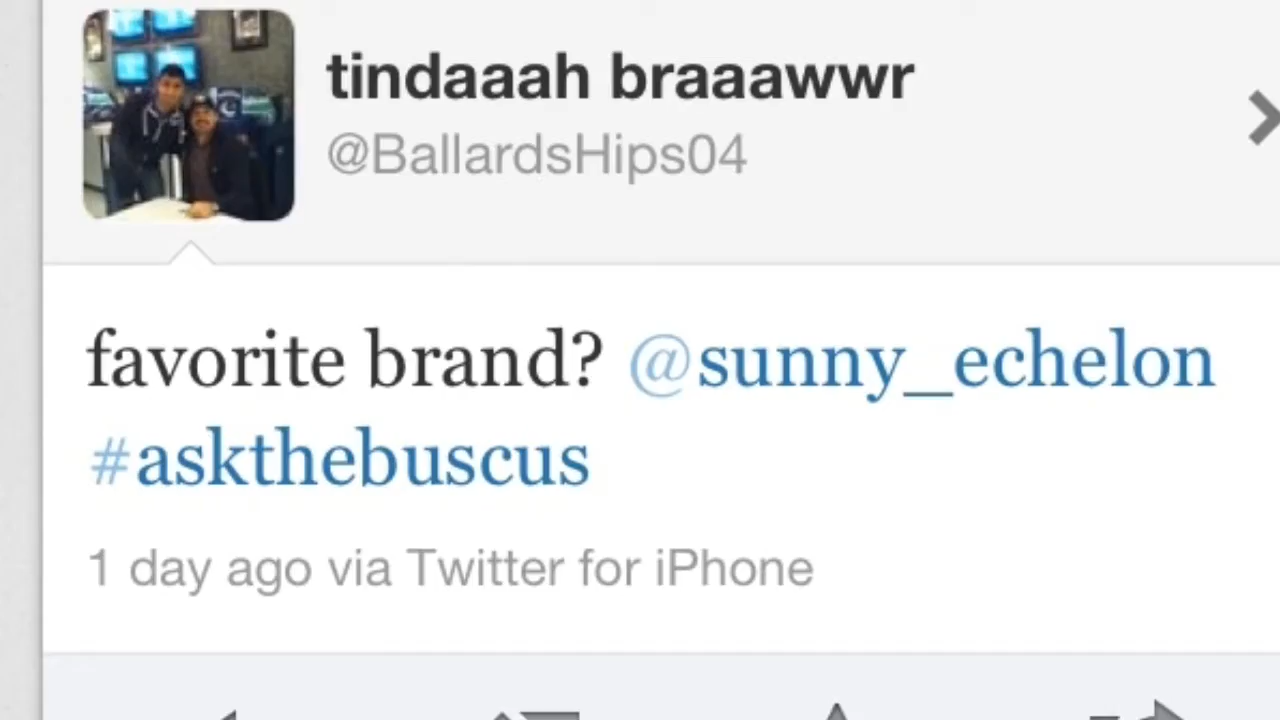 tindaaah braaawwr
@BallardsHips04
favorite brand? @sunny_echelon
#askthebuscus
1 day ago via Twitter for iPhone